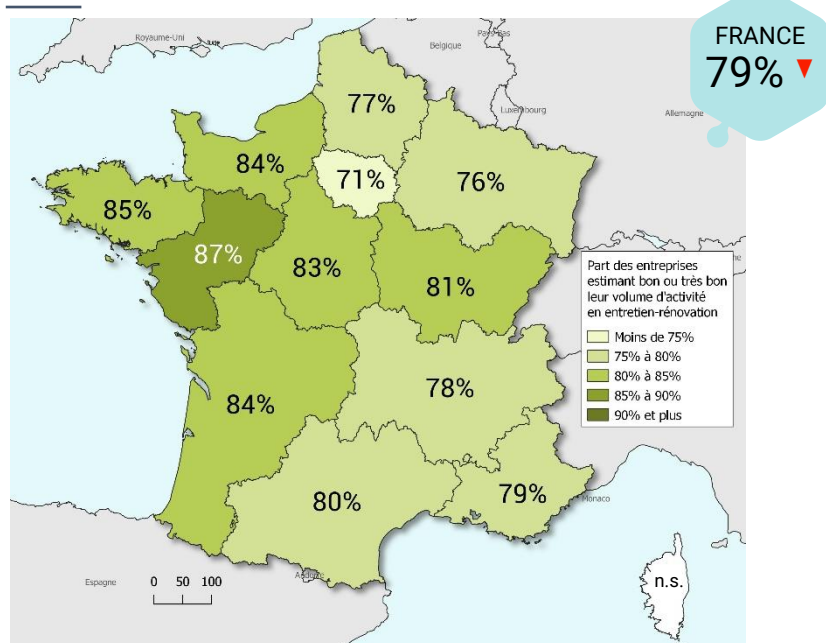 FRANCE
79%
Royaume-Uni
Belgique
Pays-Bas
Luxembourg
Allemagne
77%
84%
71%
76%
85%
87%
83%
81%
Part des entreprises
estimant bon ou très bon
leur volume d'activité
en entretien-rénovation
Moins de 75%
75% à 80%
80% à 85%
85% à 90%
90% et plus
84%
78%
80%
79%
Monaco
n.s.
Espagne
0 50 100
Andorre